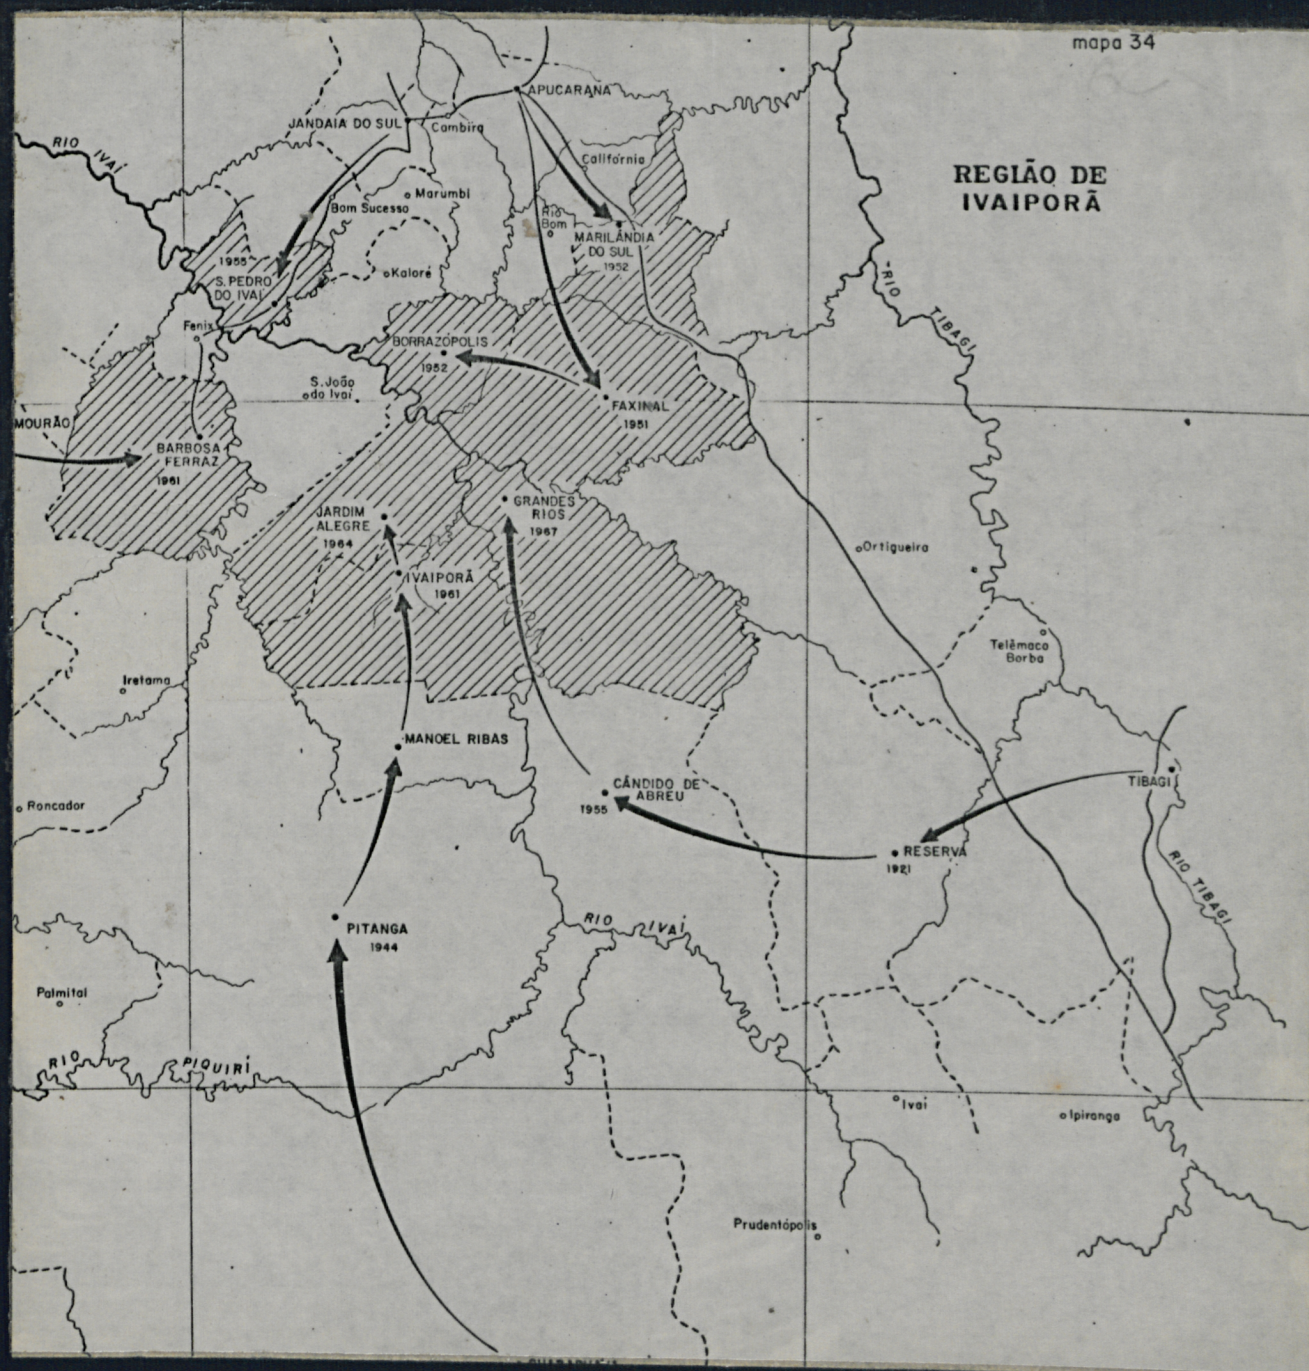 mapa 34
REGIÃO DE
IVAIPORÃ
APUCARANA
JANDAIA DO SUL
Cambira
RIO IVAÍ
Califórnia
Marumbi
Bom Sucesso
Rio
Bom
MARILÂNDIA
DO SUL
1952
1955
S. PEDRO
DO IVAÍ
Kaloré
RIO TIBAGI
Fenix
BORRAZÓPOLIS
1952
S. João
do Ivaí
FAXINAL
1951
MOURÃO
BARBOSA
FERRAZ
1961
JARDIM
ALEGRE
1964
GRANDES
RIOS
1967
IVAIPORÃ
1961
Ortigueira
Telêmaco
Borba
Iretama
MANOEL RIBAS
CÂNDIDO DE
ABREU
1955
TIBAGI
Roncador
RESERVA
1921
RIO TIBAGI
PITANGA
1944
RIO IVAÍ
Palmital
RIO PIQUIRÍ
Ivaí
Ipiranga
Prudentópolis